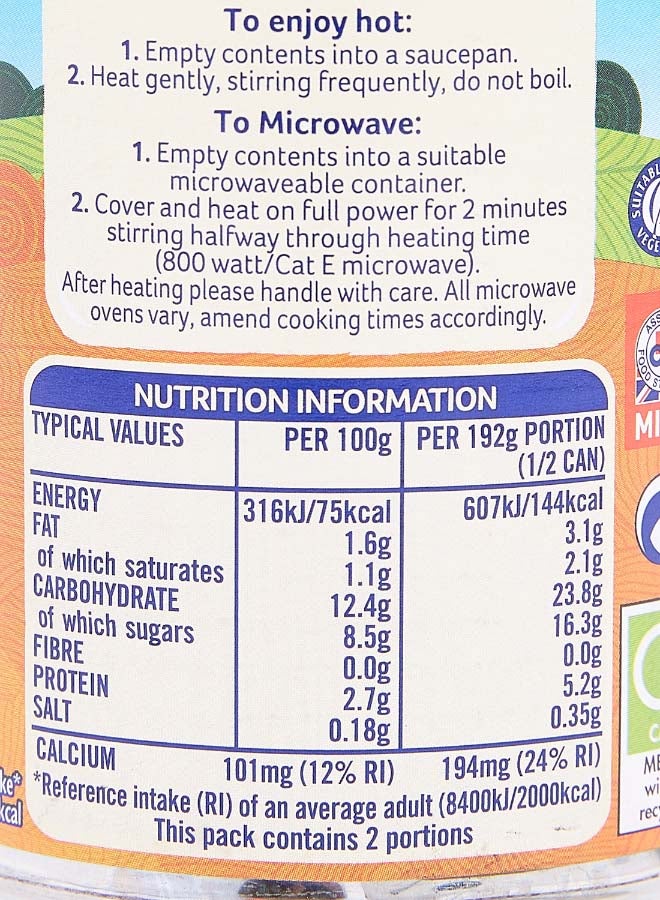 To enjoy hot:
1. Empty contents into a saucepan.
2. Heat gently, stirring frequently, do not boil.
To Microwave:
1. Empty contents into a suitable
microwaveable container.
2. Cover and heat on full power for 2 minutes
stirring halfway through heating time
(800 watt/Cat E microwave).
After heating please handle with care. All microwave
ovens vary, amend cooking times accordingly.
NUTRITION INFORMATION
TYPICAL VALUES PER 100g PER 192g PORTION
(1/2 CAN)
ENERGY 316kJ/75kcal 607kJ/144kcal
FAT 1.6g 3.1g
of which saturates 1.1g 2.1g
CARBOHYDRATE 12.4g 23.8g
of which sugars 8.5g 16.3g
FIBRE 0.0g 0.0g
PROTEIN 2.7g 5.2g
SALT 0.18g 0.35g
CALCIUM 101mg (12% RI) 194mg (24% RI)
*Reference intake (RI) of an average adult (8400kJ/2000kcal)
This pack contains 2 portions